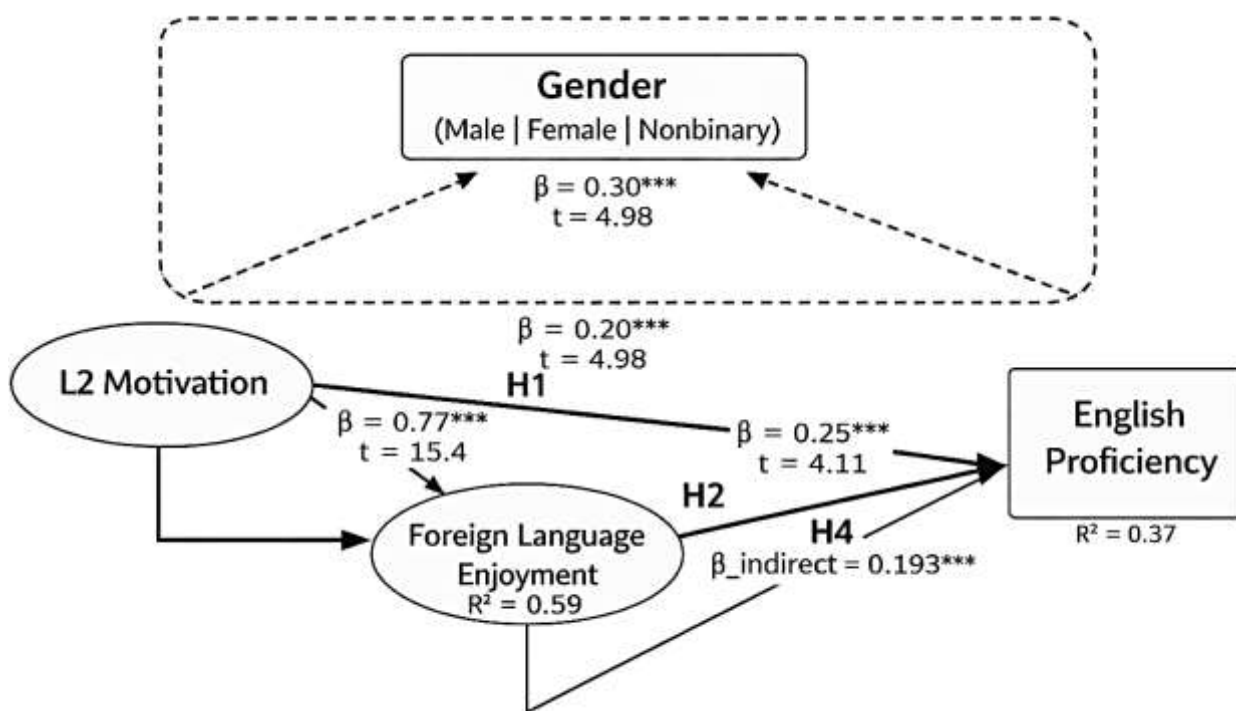 Gender
(Male | Female | Nonbinary)
β = 0.30***
t = 4.98
β = 0.20***
t = 4.98
L2 Motivation
H1
β = 0.77***
t = 15.4
β = 0.25***
t = 4.11
English
Proficiency
R² = 0.37
H2
H4
β_indirect = 0.193***
Foreign Language
Enjoyment
R² = 0.59